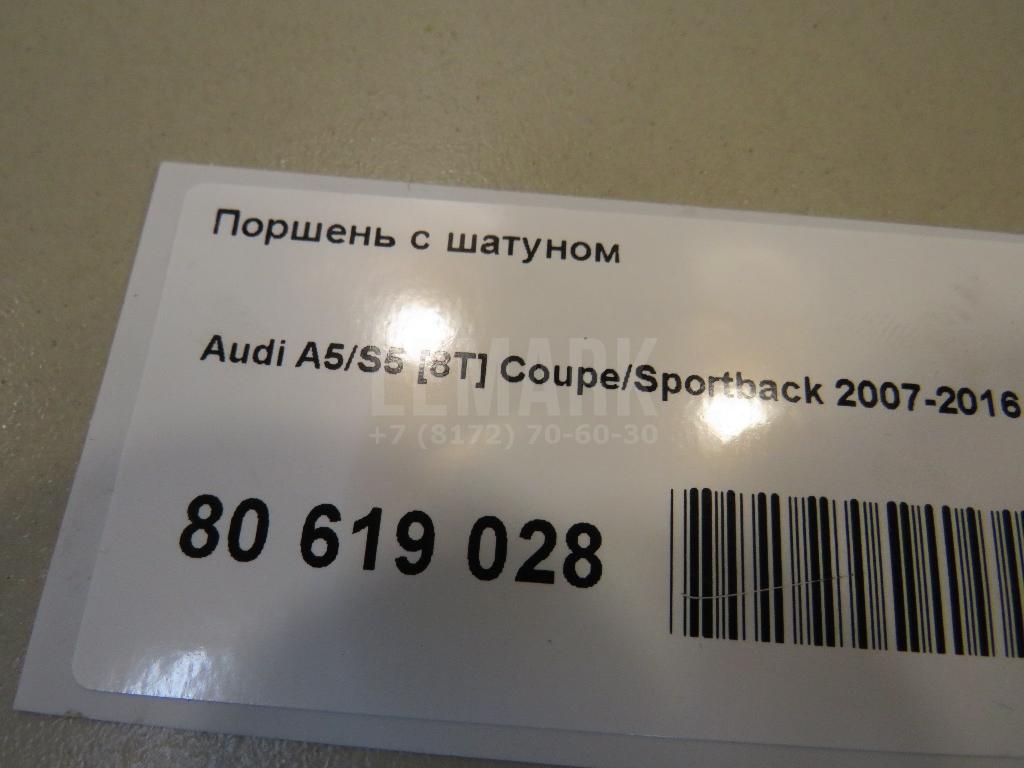 Поршень с шатуном
Audi A5/S5 [8T] Coupe/Sportback 2007-2016
LEMARK
+7 (8172) 70-60-30
80 619 028